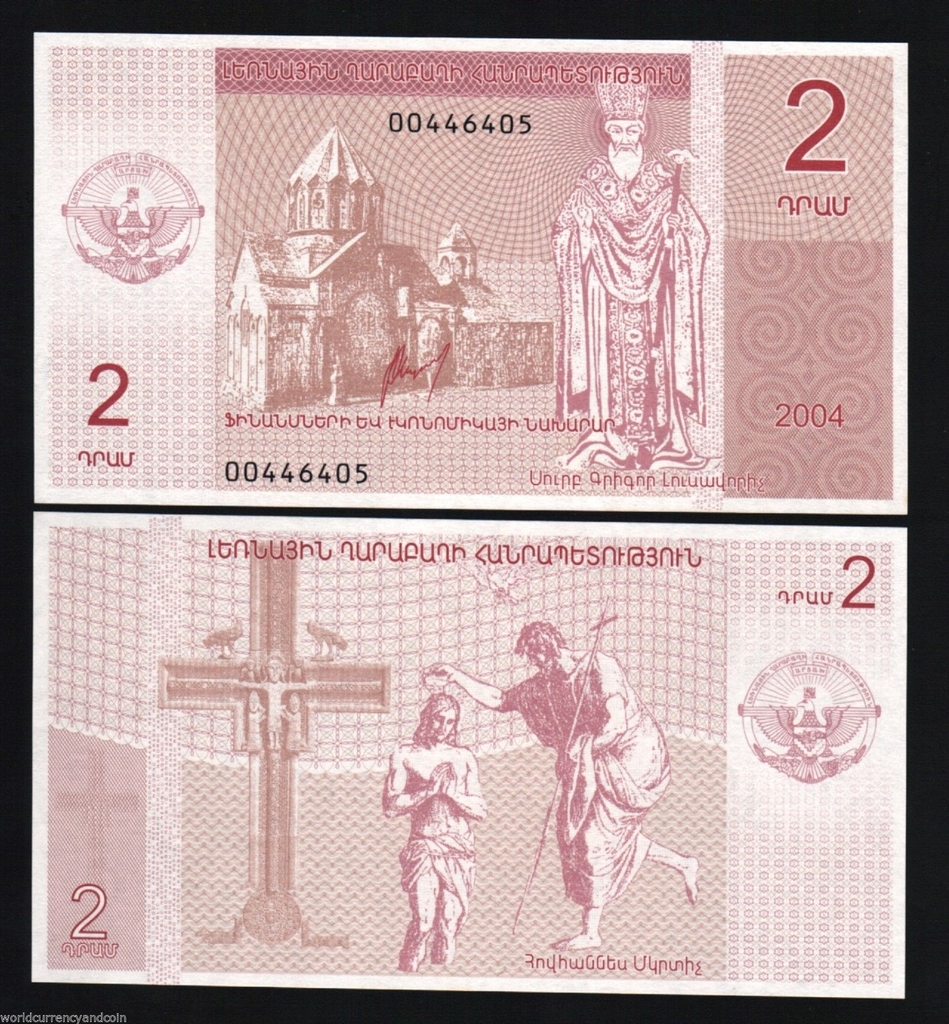 ԼԵՌՆԱՅԻՆ ՂԱՐԱԲԱՂԻ ՀԱՆՐԱՊԵՏՈՒԹՅՈՒՆ
00446405
2
ԴՐԱՄ
2
ԴՐԱՄ
2004
ՖԻՆԱՆՍՆԵՐԻ ԵՎ ԷԿՈՆՈՄԻԿԱՅԻ ՆԱԽԱՐԱՐ
00446405
Սուրբ Գրիգոր Լուսավորիչ
ԼԵՌՆԱՅԻՆ ՂԱՐԱԲԱՂԻ ՀԱՆՐԱՊԵՏՈՒԹՅՈՒՆ
ԴՐԱՄ 2
2
ԴՐԱՄ
Հովհաննես Մկրտիչ
worldcurrencyandcoin